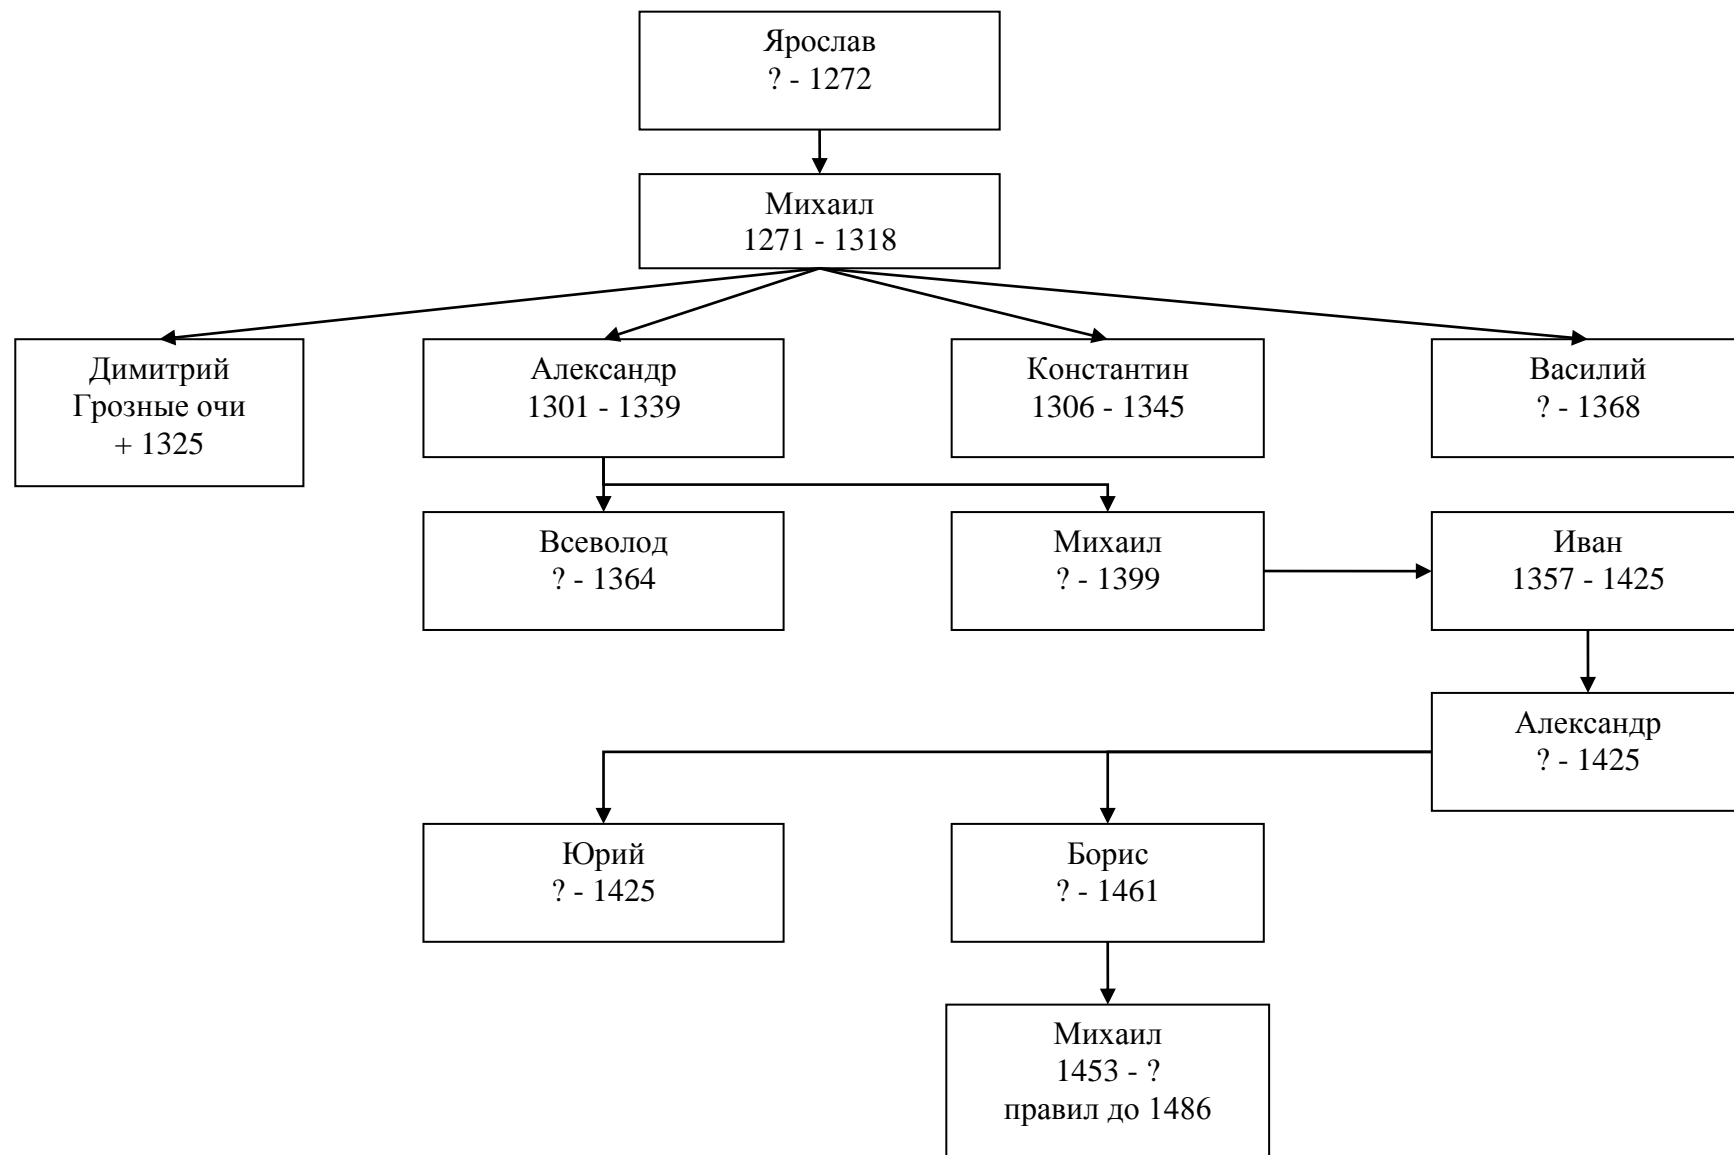 Ярослав
? - 1272
Михаил
1271 - 1318
Димитрий
Грозные очи
+ 1325
Александр
1301 - 1339
Константин
1306 - 1345
Василий
? - 1368
Всеволод
? - 1364
Михаил
? - 1399
Иван
1357 - 1425
Александр
? - 1425
Юрий
? - 1425
Борис
? - 1461
Михаил
1453 - ?
правил до 1486